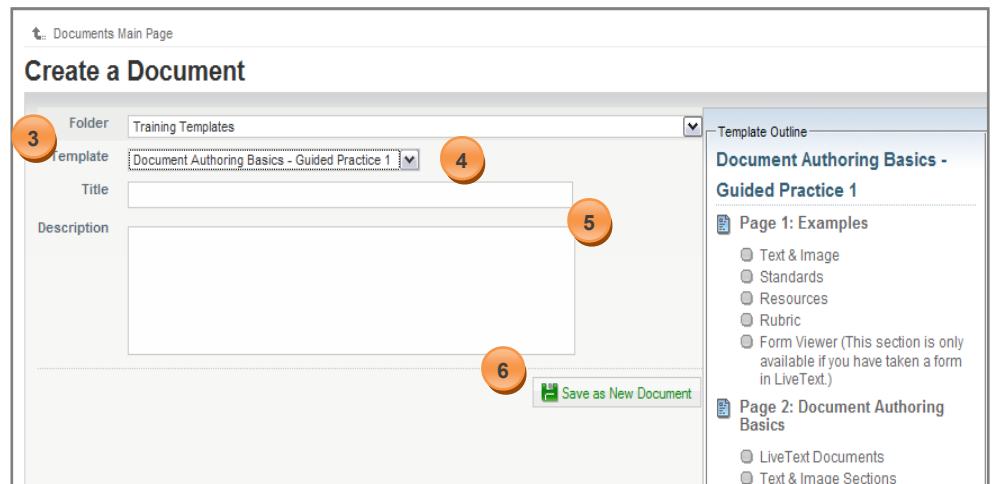 Documents Main Page
Create a Document
3
Folder
Training Templates
Template
Document Authoring Basics - Guided Practice 1
4
Title
5
Description
6
Save as New Document
Template Outline
Document Authoring Basics -
Guided Practice 1
Page 1: Examples
Text & Image
Standards
Resources
Rubric
Form Viewer (This section is only
available if you have taken a form
in LiveText.)
Page 2: Document Authoring
Basics
LiveText Documents
Text & Image Sections